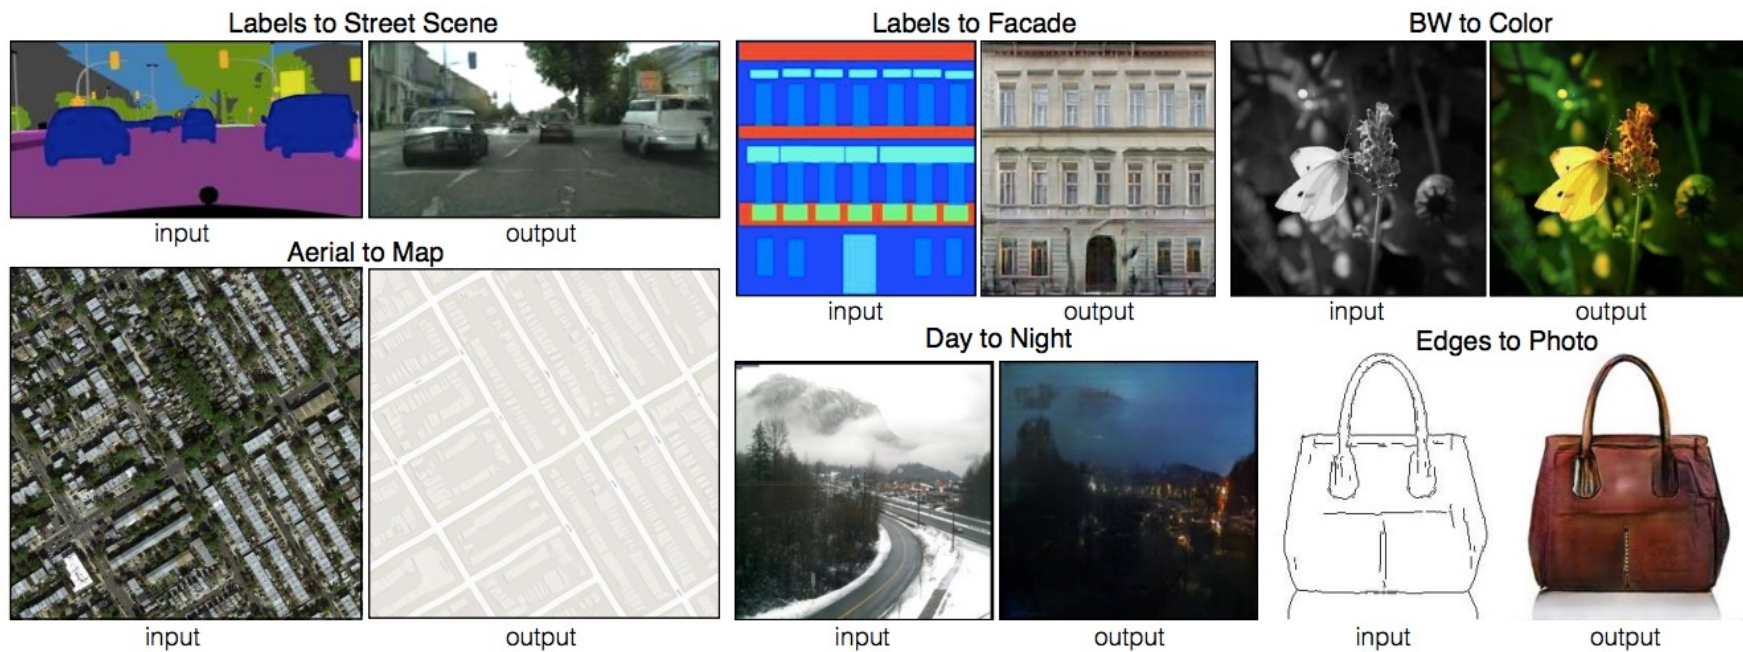 Labels to Street Scene
input
output
Aerial to Map
input
output
Labels to Facade
input
output
BW to Color
input
output
Day to Night
input
output
Edges to Photo
input
output